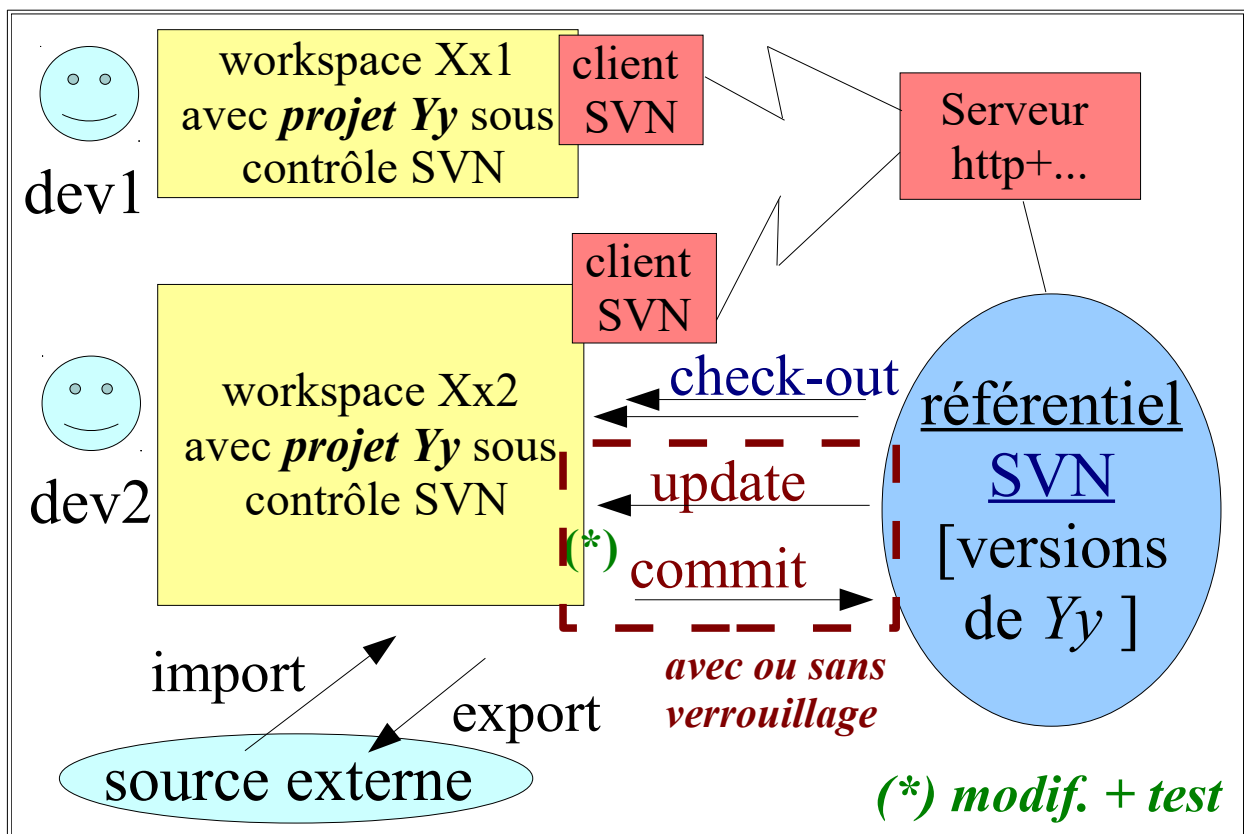 workspace Xx1
avec projet Yy sous
contrôle SVN
client
SVN
dev1
Serveur
http+...
client
SVN
workspace Xx2
avec projet Yy sous
contrôle SVN
dev2
check-out
update
(*)
commit
référentiel
SVN
[versions
de Yy ]
avec ou sans
verrouillage
import
export
source externe
(*) modif. + test